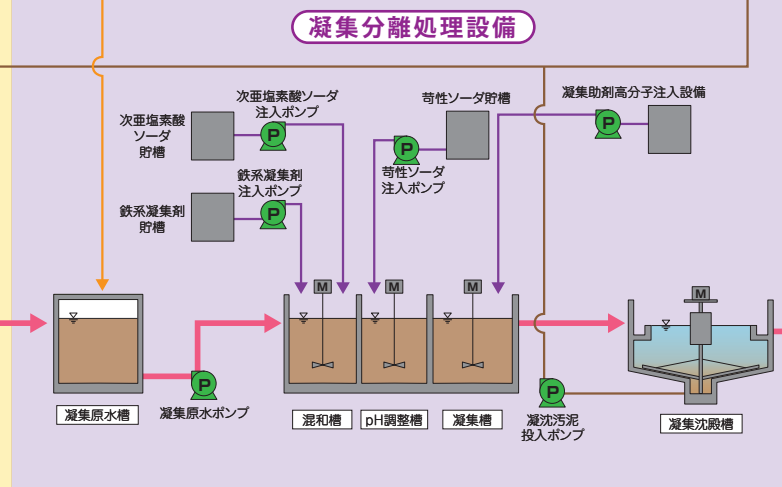 凝集分離処理設備
次亜塩素酸
ソーダ
貯槽
次亜塩素酸ソーダ
注入ポンプ
P
苛性ソーダ貯槽
凝集助剤高分子注入設備
P
P
苛性ソーダ
注入ポンプ
鉄系凝集剤
貯槽
鉄系凝集剤
注入ポンプ
P
M
M
M
M
凝集原水槽
P
凝集原水ポンプ
混和槽
pH調整槽
凝集槽
P
凝沈汚泥
投入ポンプ
凝集沈殿槽